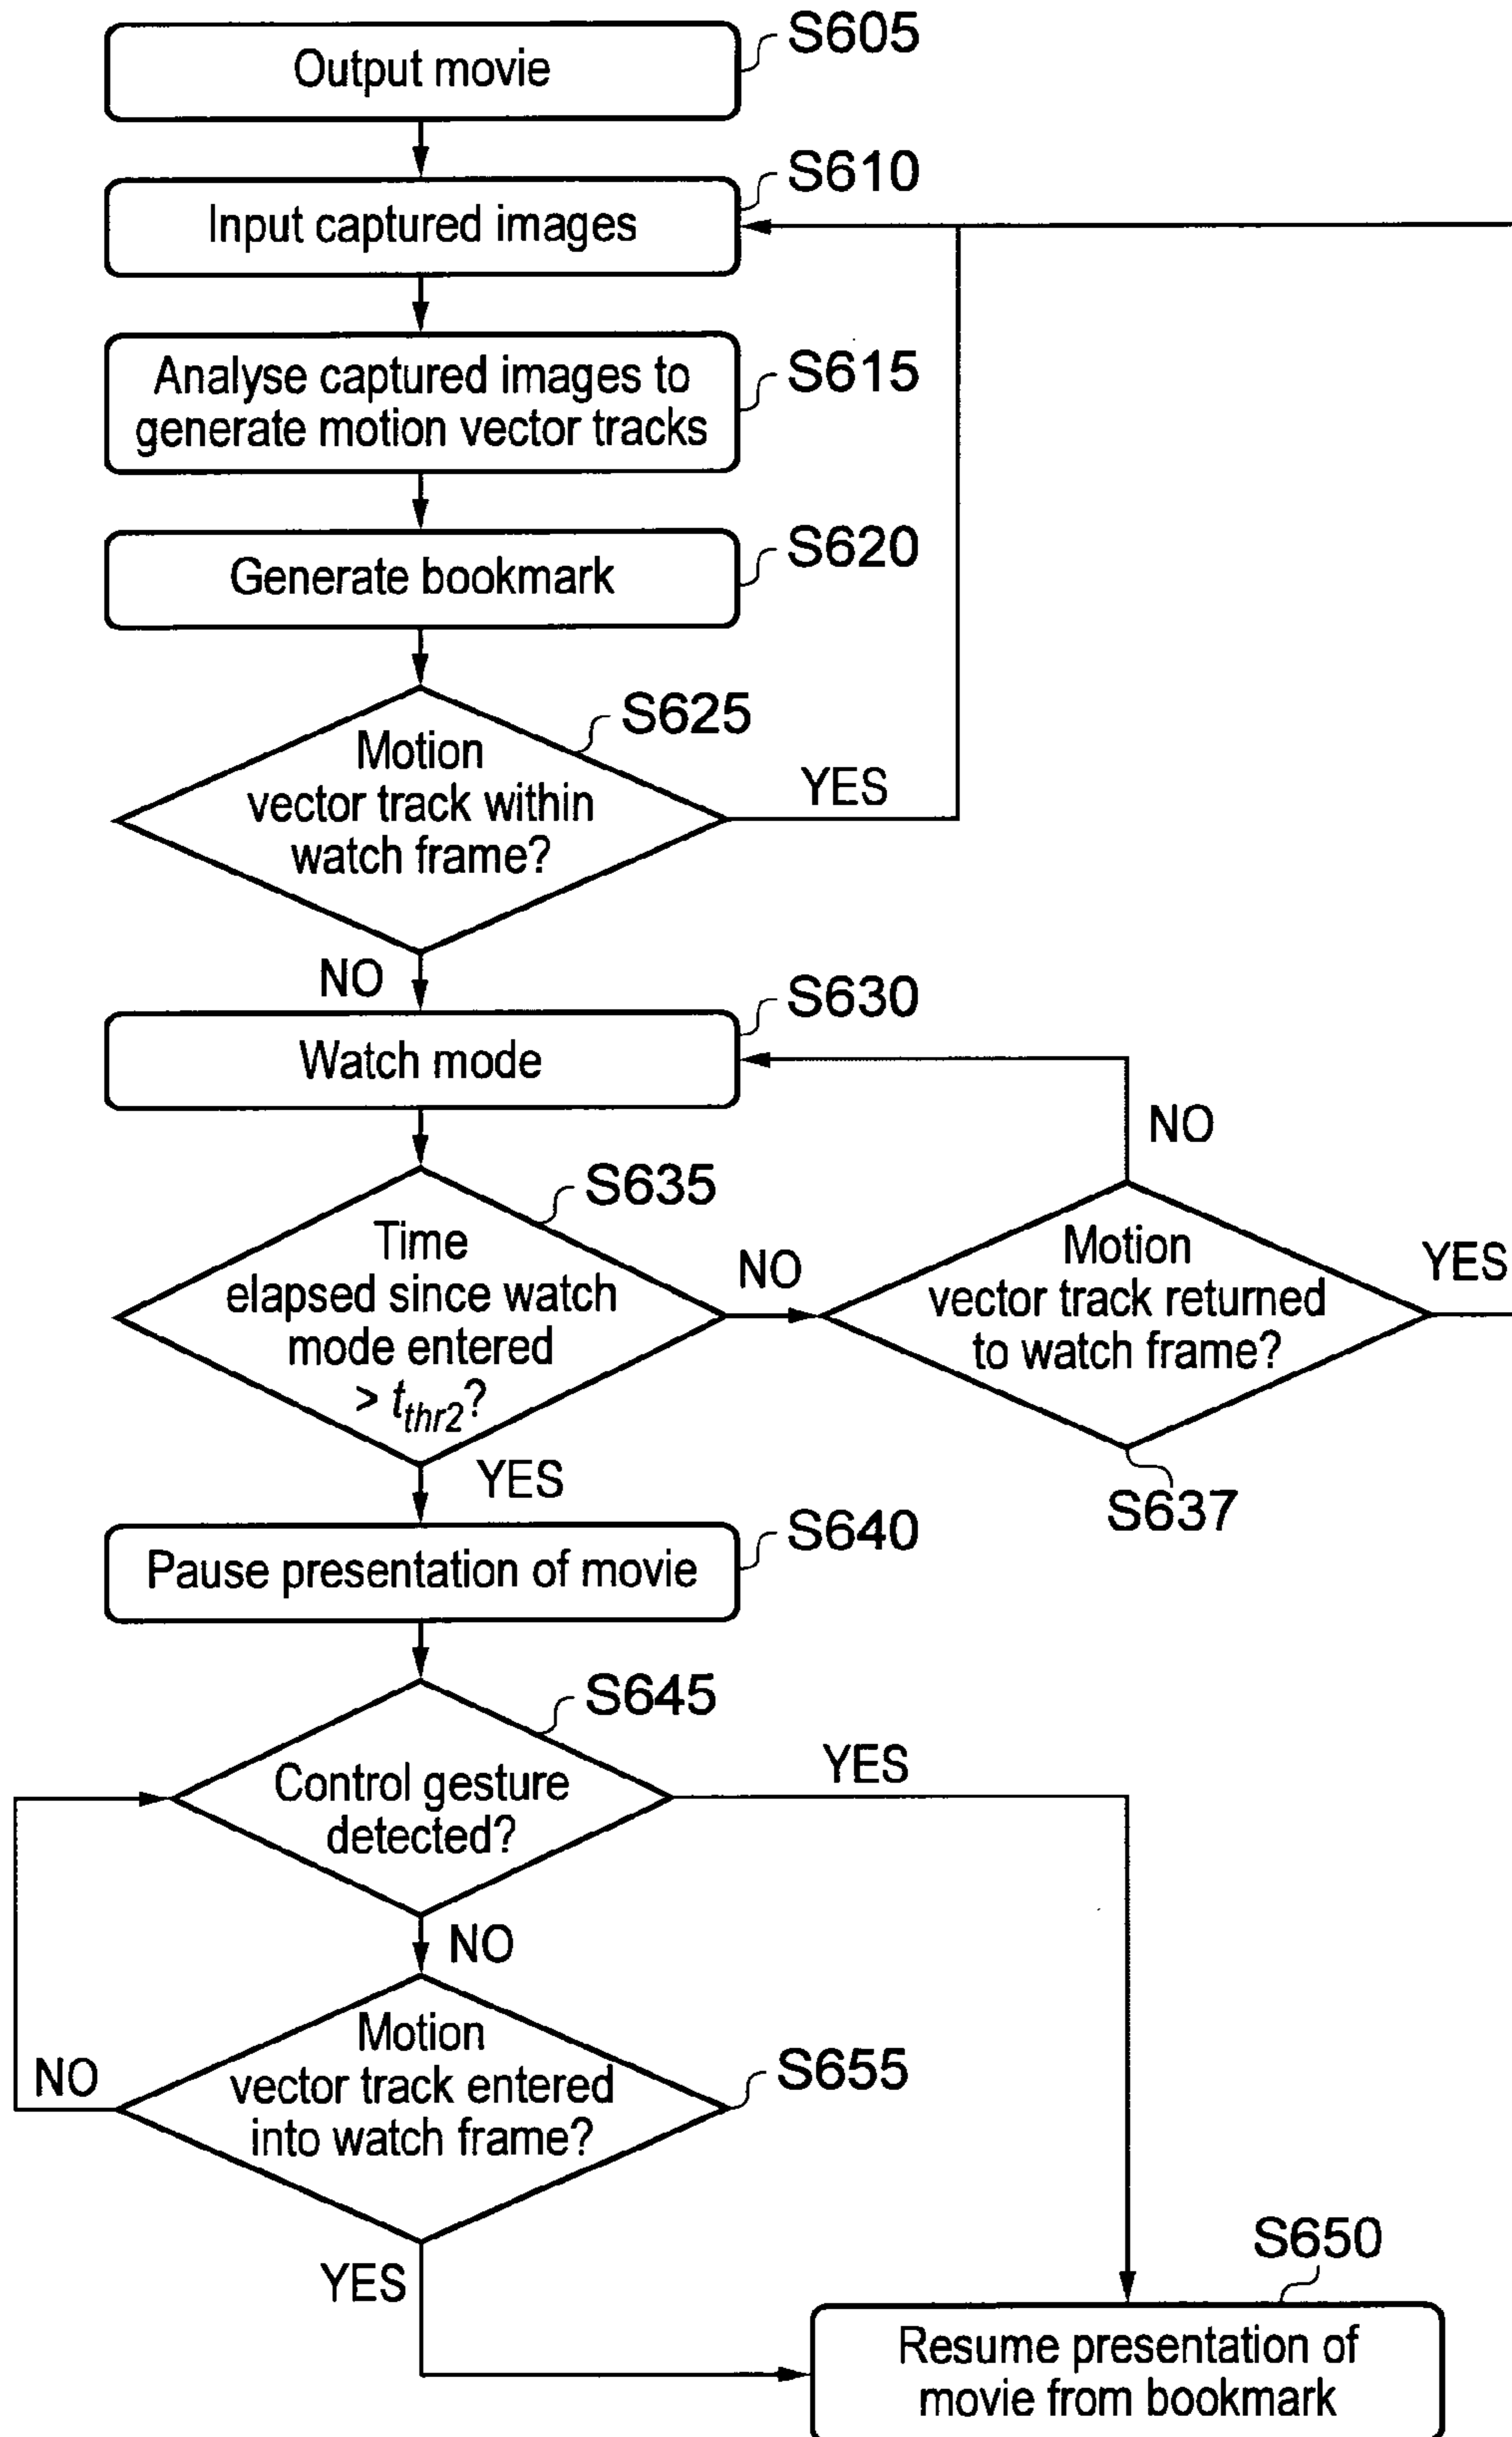 Output movie
S605
Input captured images
S610
Analyse captured images to
generate motion vector tracks
S615
Generate bookmark
S620
Motion
vector track within
watch frame?
S625
YES
NO
Watch mode
S630
Time
elapsed since watch
mode entered
> t_thr2?
S635
NO
Motion
vector track returned
to watch frame?
S637
NO
YES
YES
Pause presentation of movie
S640
Control gesture
detected?
S645
YES
NO
Motion
vector track entered
into watch frame?
S655
NO
YES
Resume presentation of
movie from bookmark
S650